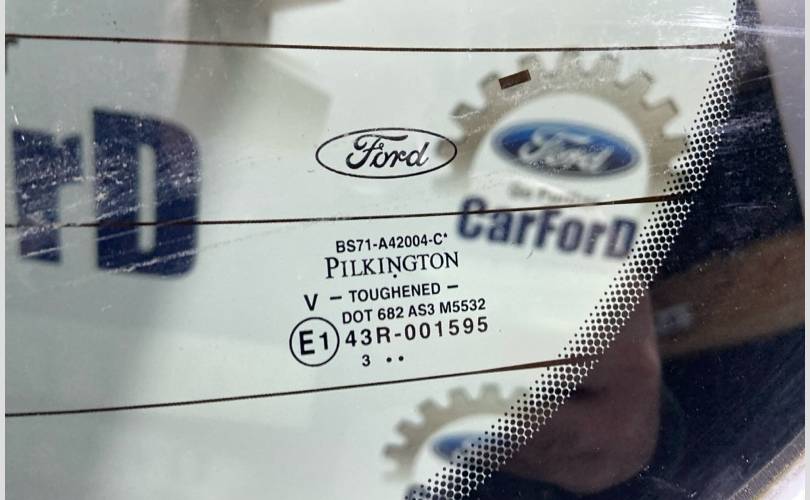 Ford
BS71-A42004-C*
PILKINGTON
V – TOUGHENED –
DOT 682 AS3 M5532
E1 43R-001595
3 ••
Ford
CarForD
rD